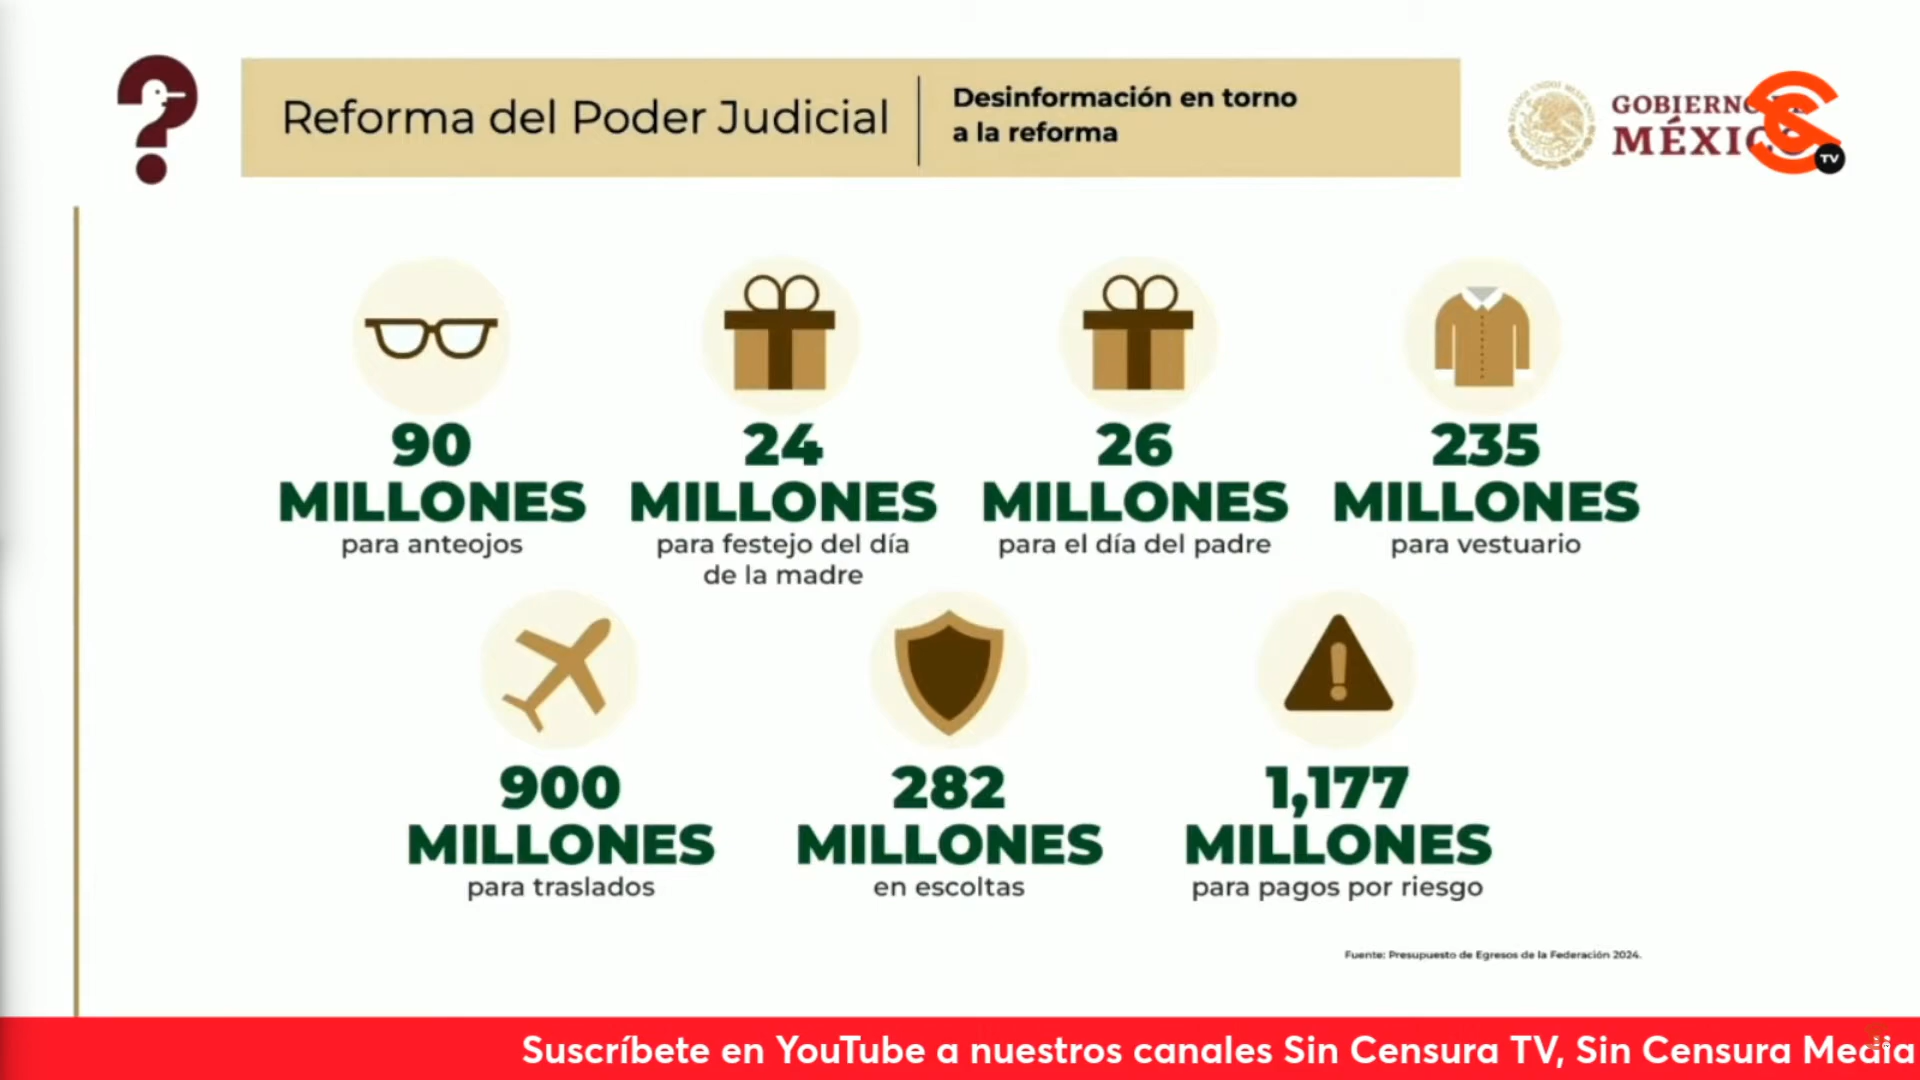 Reforma del Poder Judicial
Desinformación en torno
a la reforma
GOBIERNO
MÉXICO
TV
90
MILLONES
para anteojos
24
MILLONES
para festejo del día
de la madre
26
MILLONES
para el día del padre
235
MILLONES
para vestuario
900
MILLONES
para traslados
282
MILLONES
en escoltas
1,177
MILLONES
para pagos por riesgo
Fuente: Presupuesto de Egresos de la Federación 2024.
Suscríbete en YouTube a nuestros canales Sin Censura TV, Sin Censura Media